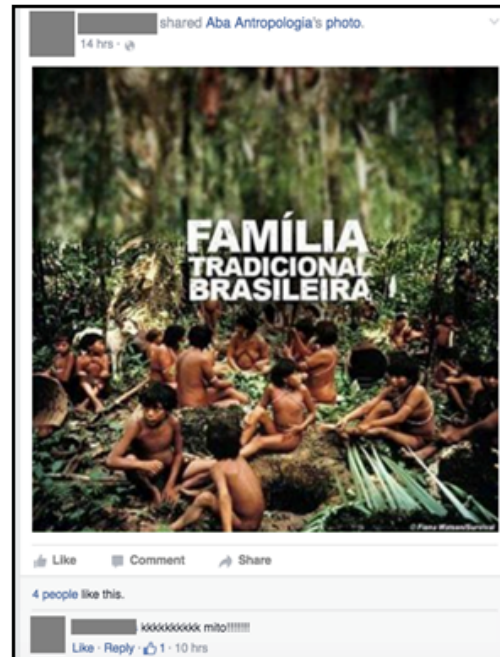 shared Aba Antropologia's photo.
14 hrs ·
FAMÍLIA
TRADICIONAL
BRASILEIRA
© Fiona Watson/Survival
Like Comment Share
4 people like this.
kkkkkkkkkk mito!!!!!!!!
Like · Reply · 1 · 10 hrs